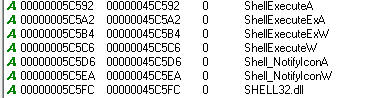 A 00000005C592 00000045C592 0 ShellExecuteA
A 00000005C5A2 00000045C5A2 0 ShellExecuteExA
A 00000005C5B4 00000045C5B4 0 ShellExecuteExW
A 00000005C5C6 00000045C5C6 0 ShellExecuteW
A 00000005C5D6 00000045C5D6 0 Shell_NotifyIconA
A 00000005C5EA 00000045C5EA 0 Shell_NotifyIconW
A 00000005C5FC 00000045C5FC 0 SHELL32.dll